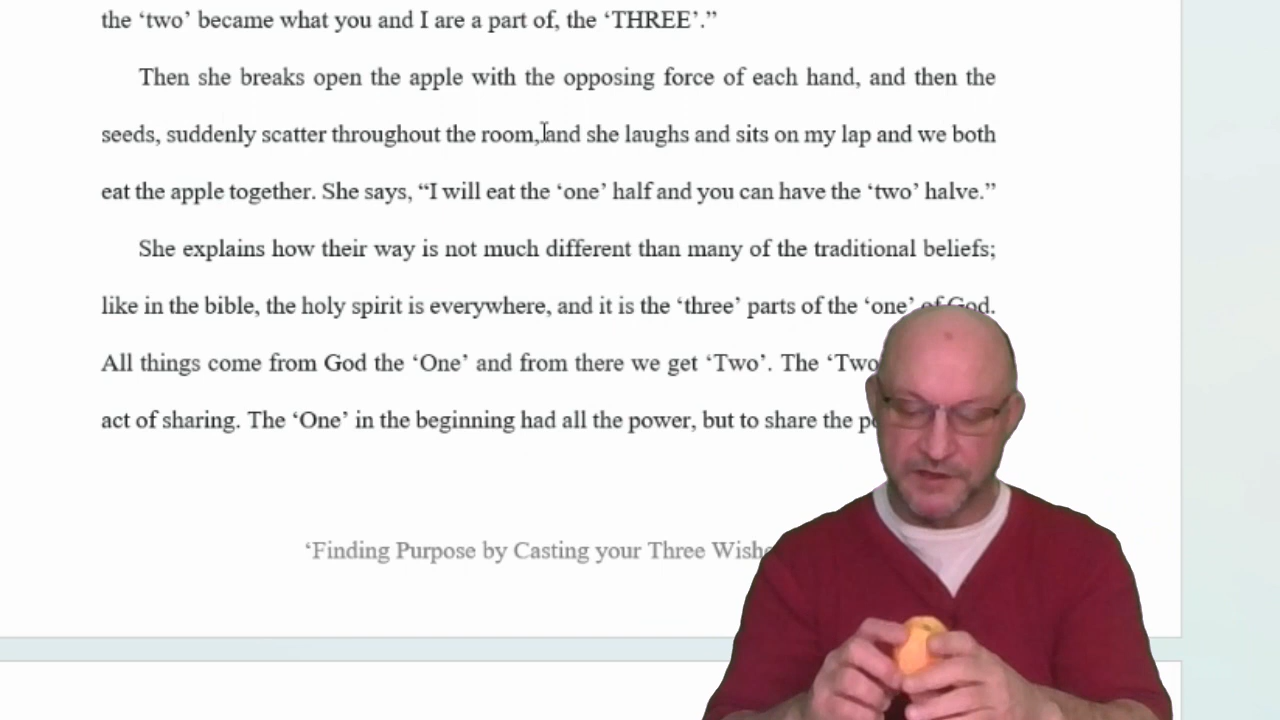 the ‘two’ became what you and I are a part of, the ‘THREE’.”
Then she breaks open the apple with the opposing force of each hand, and then the
seeds, suddenly scatter throughout the room, and she laughs and sits on my lap and we both
eat the apple together. She says, “I will eat the ‘one’ half and you can have the ‘two’ halve.”
She explains how their way is not much different than many of the traditional beliefs;
like in the bible, the holy spirit is everywhere, and it is the ‘three’ parts of the ‘one’ of God.
All things come from God the ‘One’ and from there we get ‘Two’. The ‘Two
act of sharing. The ‘One’ in the beginning had all the power, but to share the
‘Finding Purpose by Casting your Three